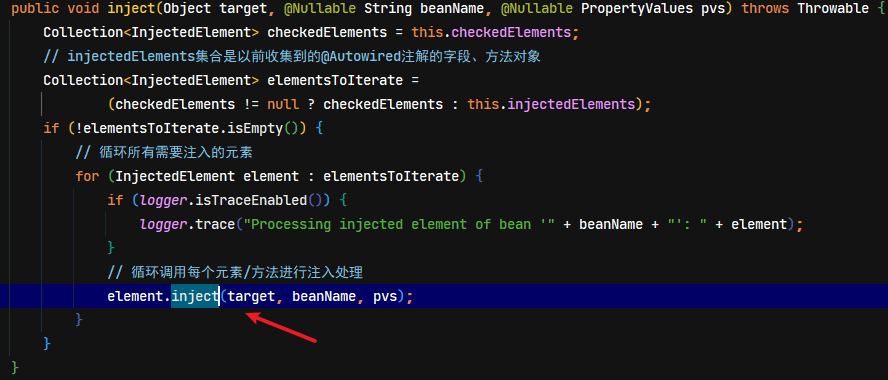 public void inject(Object target, @Nullable String beanName, @Nullable PropertyValues pvs) throws Throwable {
Collection<InjectedElement> checkedElements = this.checkedElements;
// injectedElements集合是以前收集到的@Autowired注解的字段、方法对象
Collection<InjectedElement> elementsToIterate =
(checkedElements != null ? checkedElements : this.injectedElements);
if (!elementsToIterate.isEmpty()) {
// 循环所有需要注入的元素
for (InjectedElement element : elementsToIterate) {
if (logger.isTraceEnabled()) {
logger.trace("Processing injected element of bean '" + beanName + "': " + element);
}
// 循环调用每个元素/方法进行注入处理
element.inject(target, beanName, pvs);
}
}
}